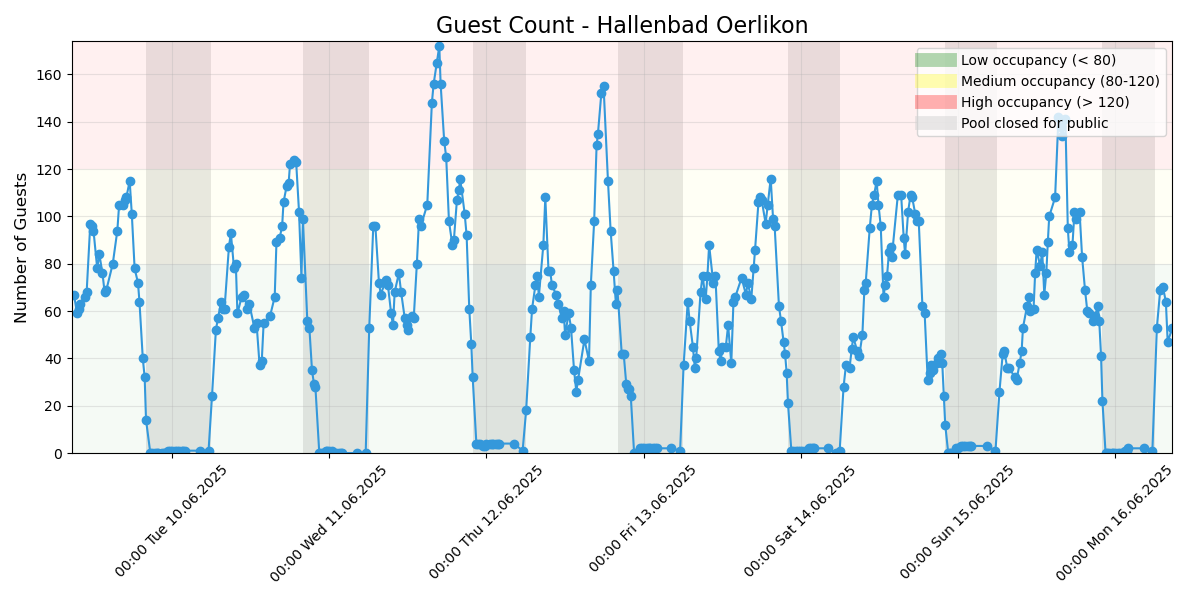 Guest Count - Hallenbad Oerlikon
Low occupancy (< 80)
Medium occupancy (80-120)
High occupancy (> 120)
Pool closed for public
Number of Guests
160
140
120
100
80
60
40
20
0
00:00 Tue 10.06.2025
00:00 Wed 11.06.2025
00:00 Thu 12.06.2025
00:00 Fri 13.06.2025
00:00 Sat 14.06.2025
00:00 Sun 15.06.2025
00:00 Mon 16.06.2025